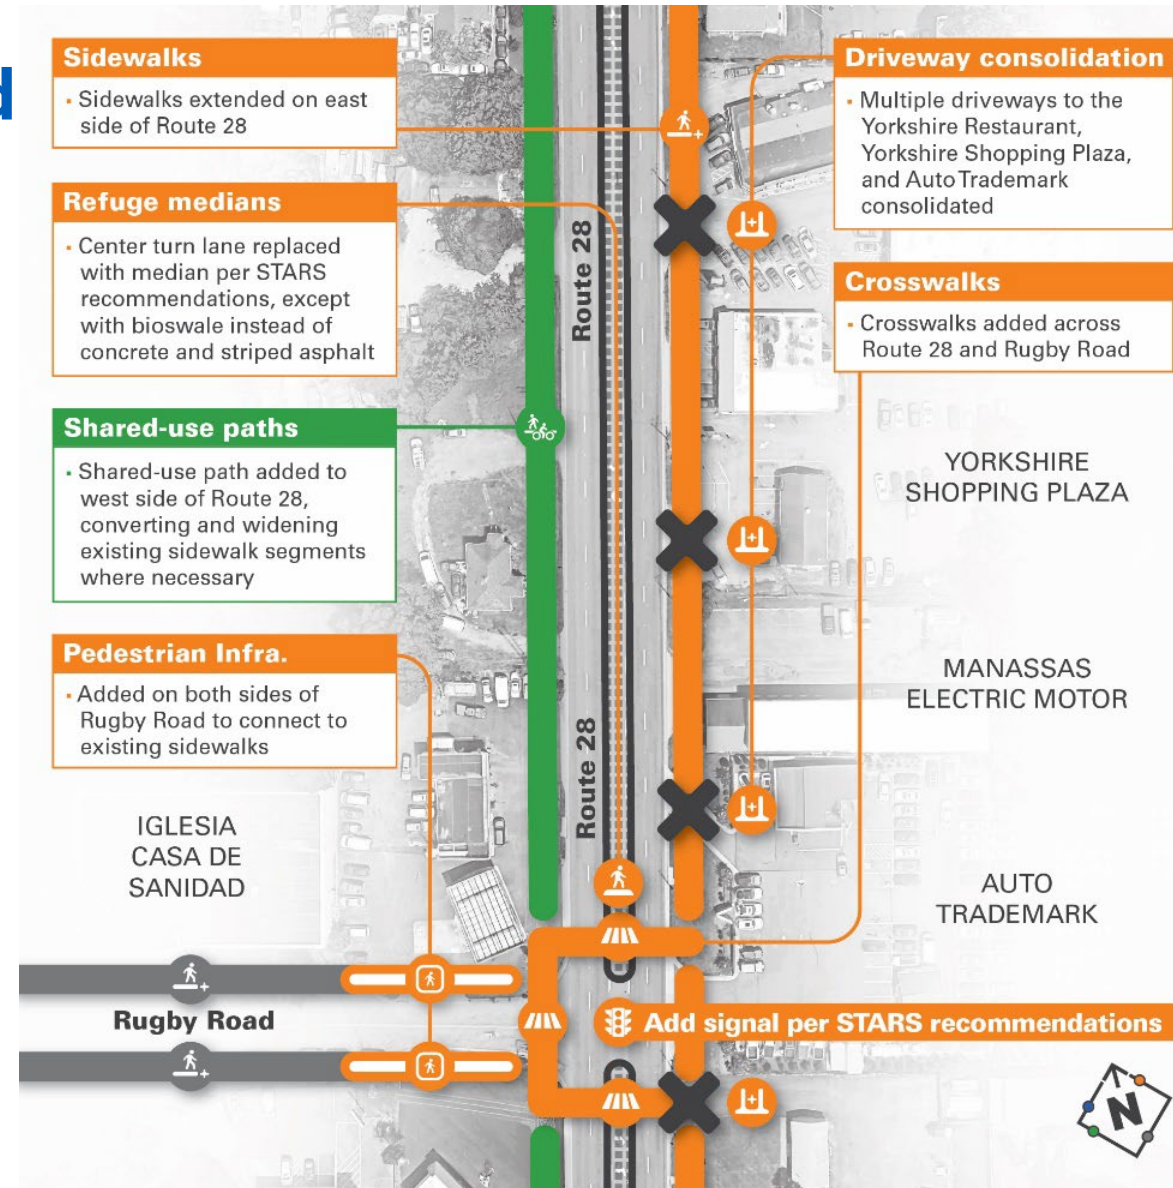 d
Sidewalks
· Sidewalks extended on east
side of Route 28
Refuge medians
· Center turn lane replaced
with median per STARS
recommendations, except
with bioswale instead of
concrete and striped asphalt
Shared-use paths
· Shared-use path added to
west side of Route 28,
converting and widening
existing sidewalk segments
where necessary
Pedestrian Infra.
· Added on both sides of
Rugby Road to connect to
existing sidewalks
IGLESIA
CASA DE
SANIDAD
Rugby Road
Route 28
Route 28
Driveway consolidation
· Multiple driveways to the
Yorkshire Restaurant,
Yorkshire Shopping Plaza,
and Auto Trademark
consolidated
Crosswalks
· Crosswalks added across
Route 28 and Rugby Road
YORKSHIRE
SHOPPING PLAZA
MANASSAS
ELECTRIC MOTOR
AUTO
TRADEMARK
Add signal per STARS recommendations
N